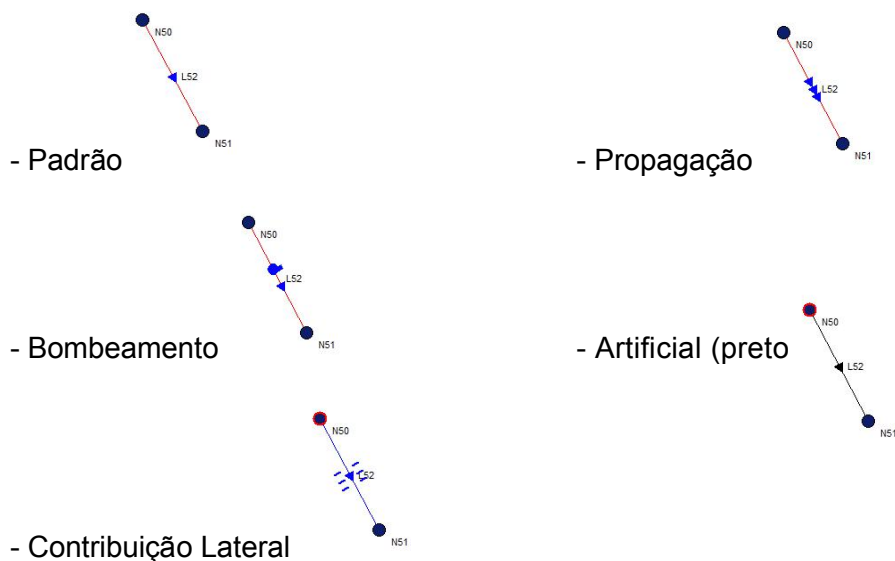 N50
L52
N51
- Padrão
N50
L52
N51
- Propagação
N50
L52
N51
- Bombeamento
N50
L52
N51
- Artificial (preto
N50
L52
N51
- Contribuição Lateral